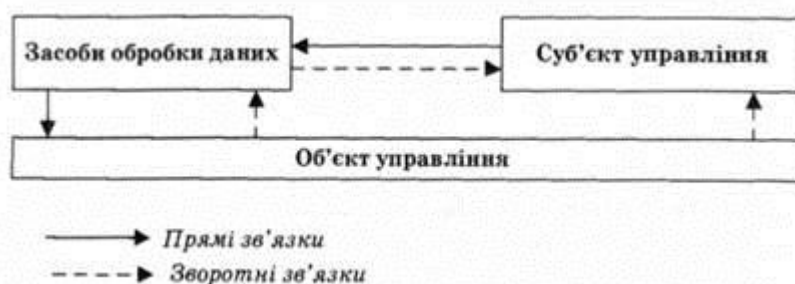 Засоби обробки даних
Суб'єкт управління
Об'єкт управління
Прямі зв'язки
Зворотні зв'язки